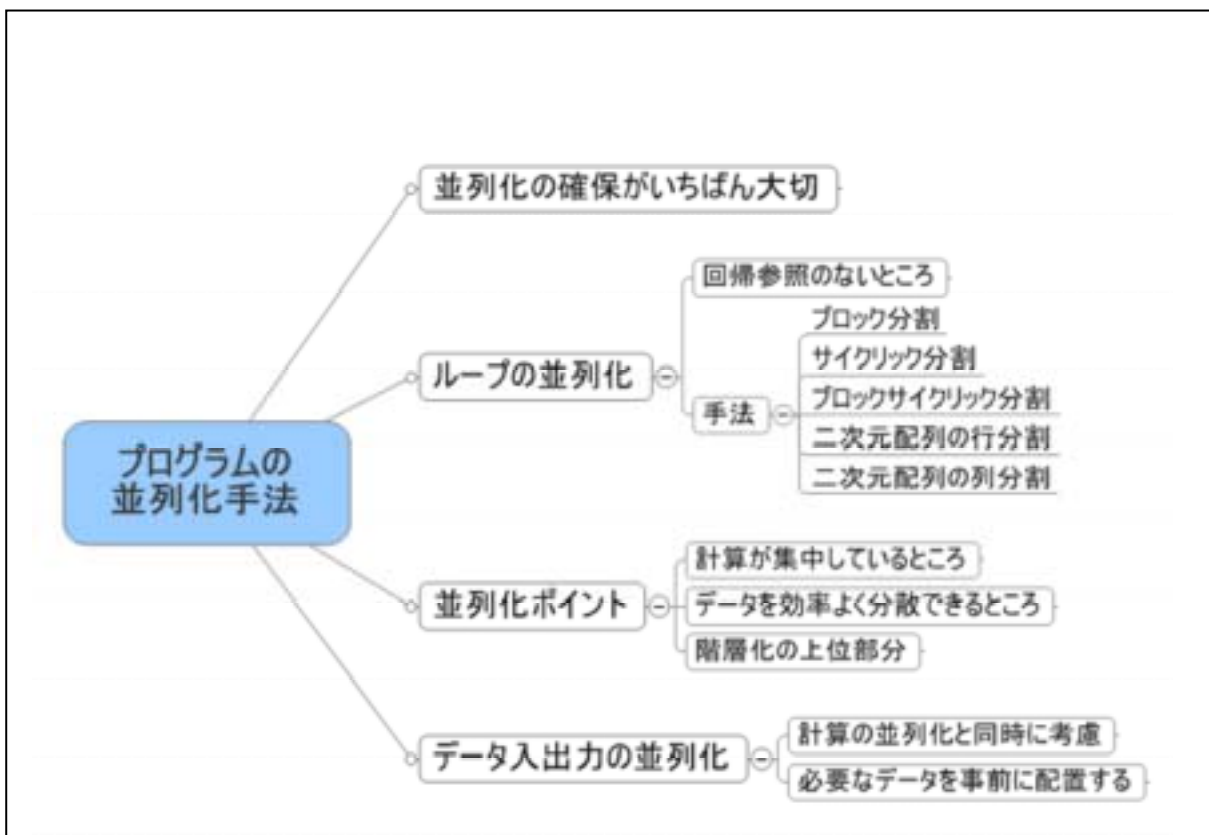 プログラムの
並列化手法
並列化の確保がいちばん大切
ループの並列化
回帰参照のないところ
手法
ブロック分割
サイクリック分割
ブロックサイクリック分割
二次元配列の行分割
二次元配列の列分割
並列化ポイント
計算が集中しているところ
データを効率よく分散できるところ
階層化の上位部分
データ入出力の並列化
計算の並列化と同時に考慮
必要なデータを事前に配置する